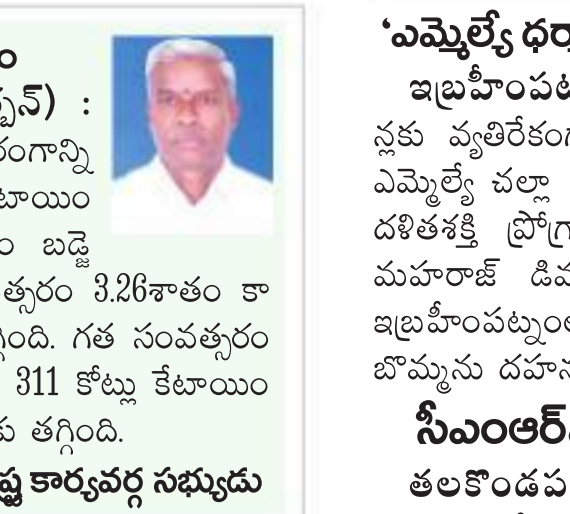 ం
ర్బన్) :
రంగాన్ని
టాయిం
ం బడ్జె
త్సరం 3.26శాతం కా
గ్గింది. గత సంవత్సరం
311 కోట్లు కేటాయిం
కు తగ్గింది.
ష్ట్ర కార్యవర్గ సభ్యుడు
‘ఎమ్మెల్యే ధర్మా
ఇబ్రహీంపట
న్లకు వ్యతిరేకంగ
ఎమ్మెల్యే చల్లా
దళితశక్తి ప్రోగ్రా
మహరాజ్ డిమ
ఇబ్రహీంపట్నంల
బొమ్మను దహన
సీఎంఆర్
తలకొండప